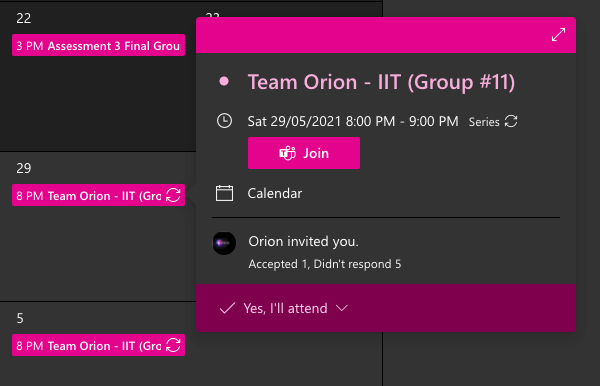 22
23
3 PM Assessment 3 Final Grou
Team Orion - IIT (Group #11)
Sat 29/05/2021 8:00 PM - 9:00 PM Series
Join
29
8 PM Team Orion - IIT (Gro
Calendar
Orion invited you.
Accepted 1, Didn't respond 5
Yes, I'll attend
5
8 PM Team Orion - IIT (Gro